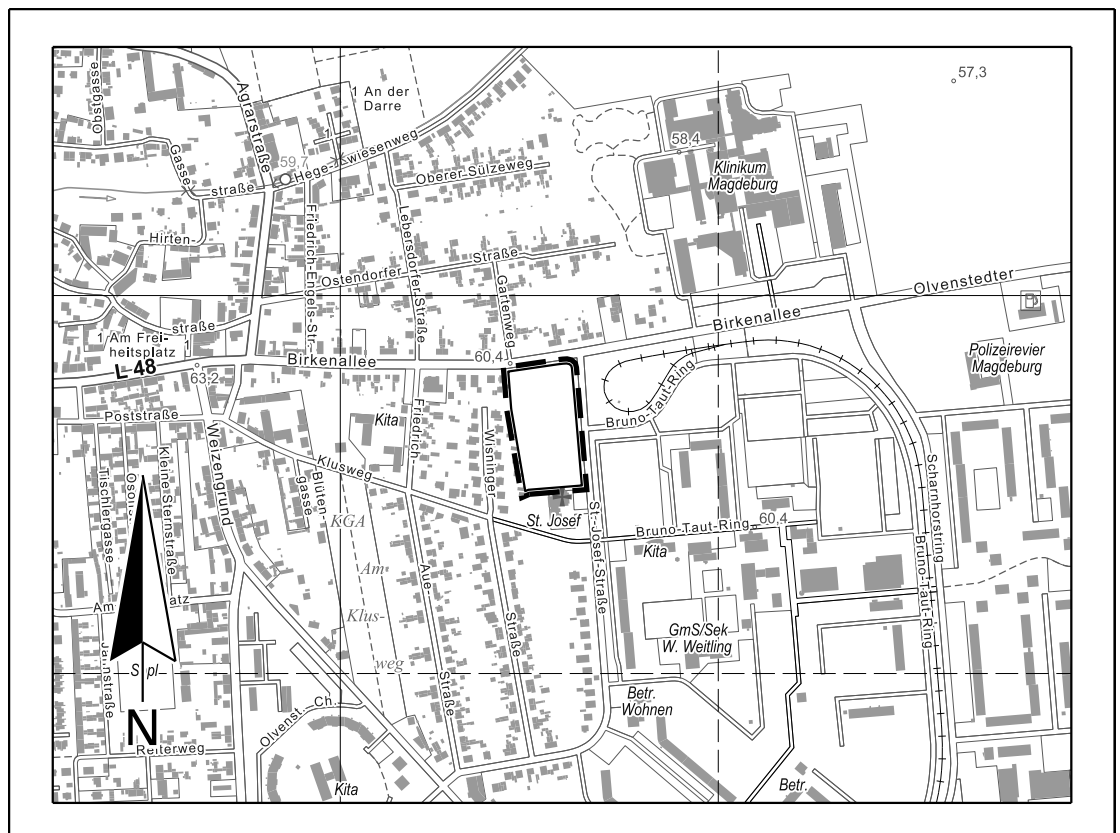 57,3
1 An der
Darre
Obstgasse
Agrarstraße
1
58,4
Gasse
59,7
Hege-
wiesenweg
Klinikum
Magdeburg
straße
Oberer-Sülzeweg
Friedrich-Engels-Str.
Lebersdorfer-Straße
Hirten-
Ostendorfer
Straße
Gartenweg
Olvenstedter
Birkenallee
straße
1 Am Frei-
heitsplatz
1
L 48
63,2
Birkenallee
60,4
Polizeirevier
Magdeburg
Bruno-Taut-Ring
Poststraße
Kita
Friedrich
Wislinger
Weizengrund
Klusweg
Tischlergasse
Kleine Sternstraße
Blüten-
gasse
KGA
Am
Klus-
weg
St. Josef
St.-Josef-Straße
Bruno-Taut-Ring
60,4
Kita
Scharnhorstring
Bruno-Taut-Ring
Aue-
Straße
Straße
Am
atz
GmS/Sek
W. Weitling
Betr.
Wohnen
Jahnstraße
N
Olvenst. Ch.
Reiterweg
Kita
Betr.